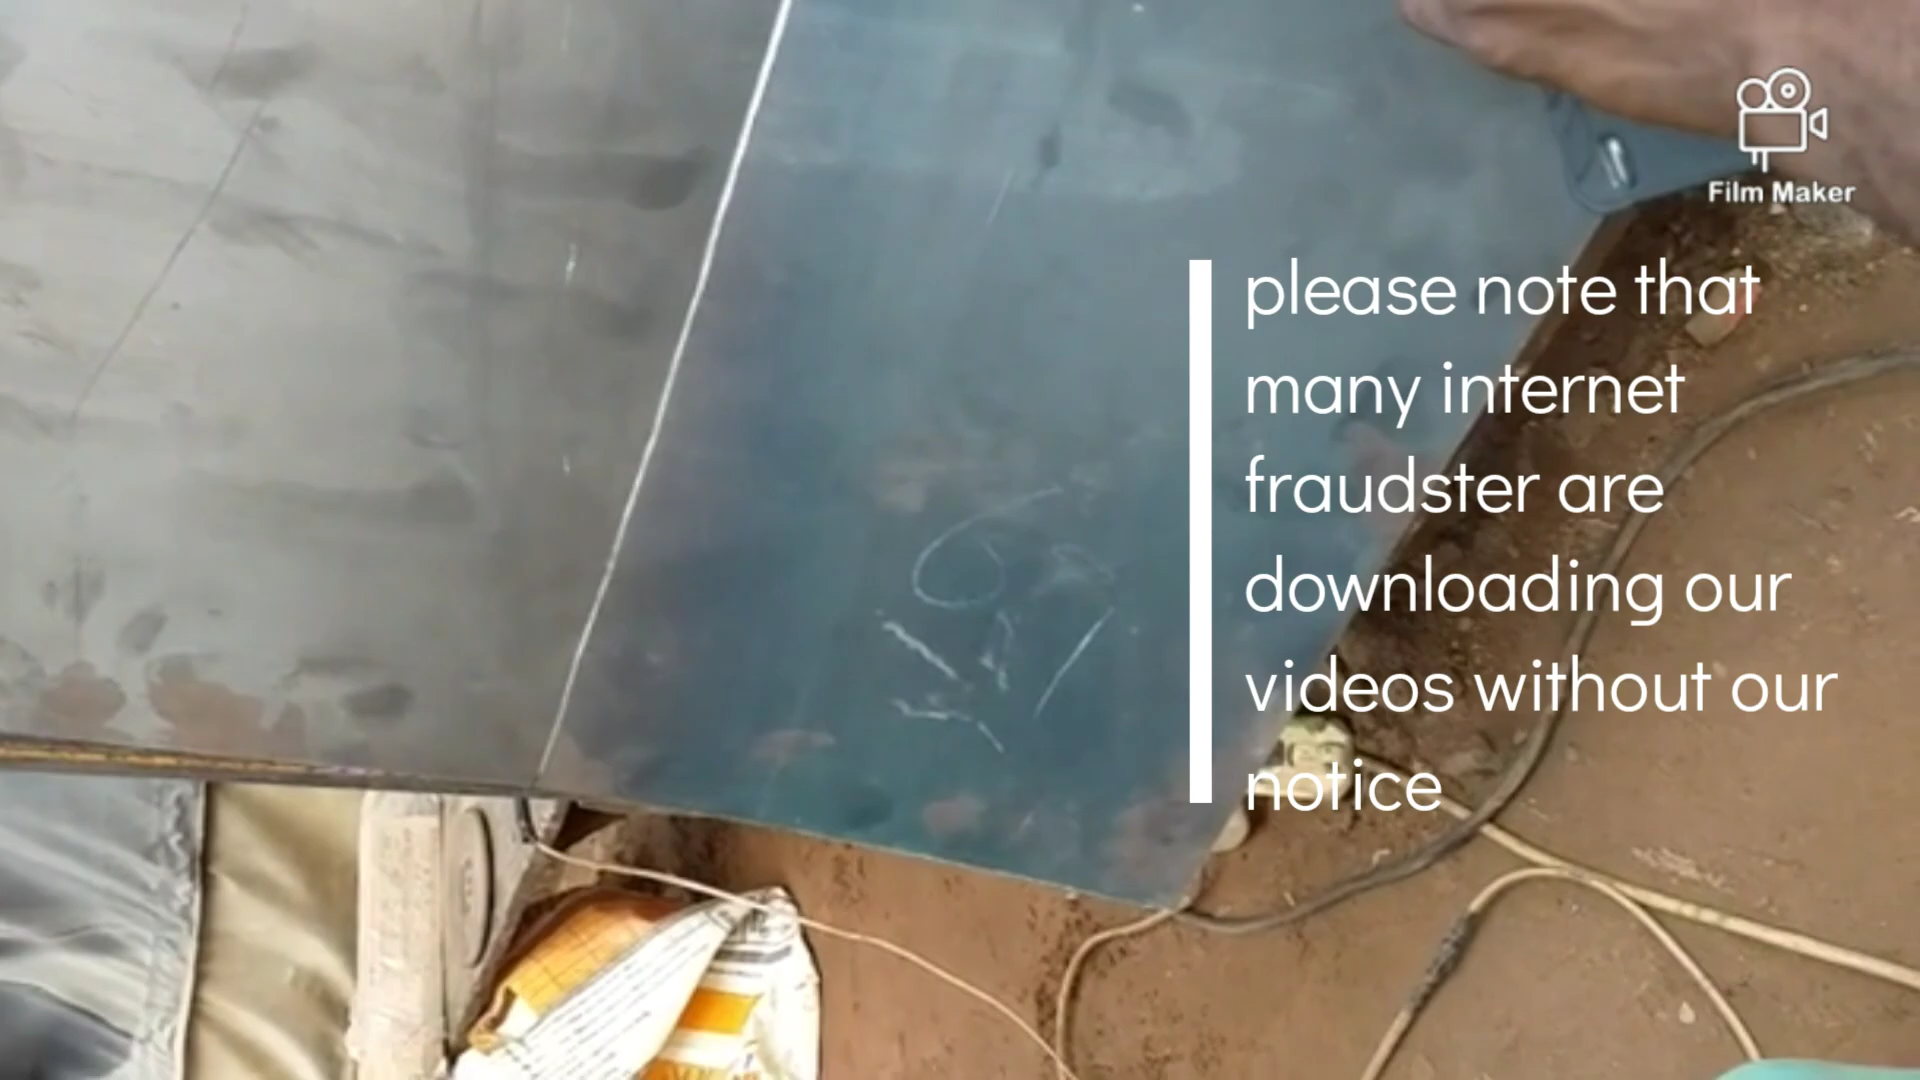 Film Maker
please note that
many internet
fraudster are
downloading our
videos without our
notice